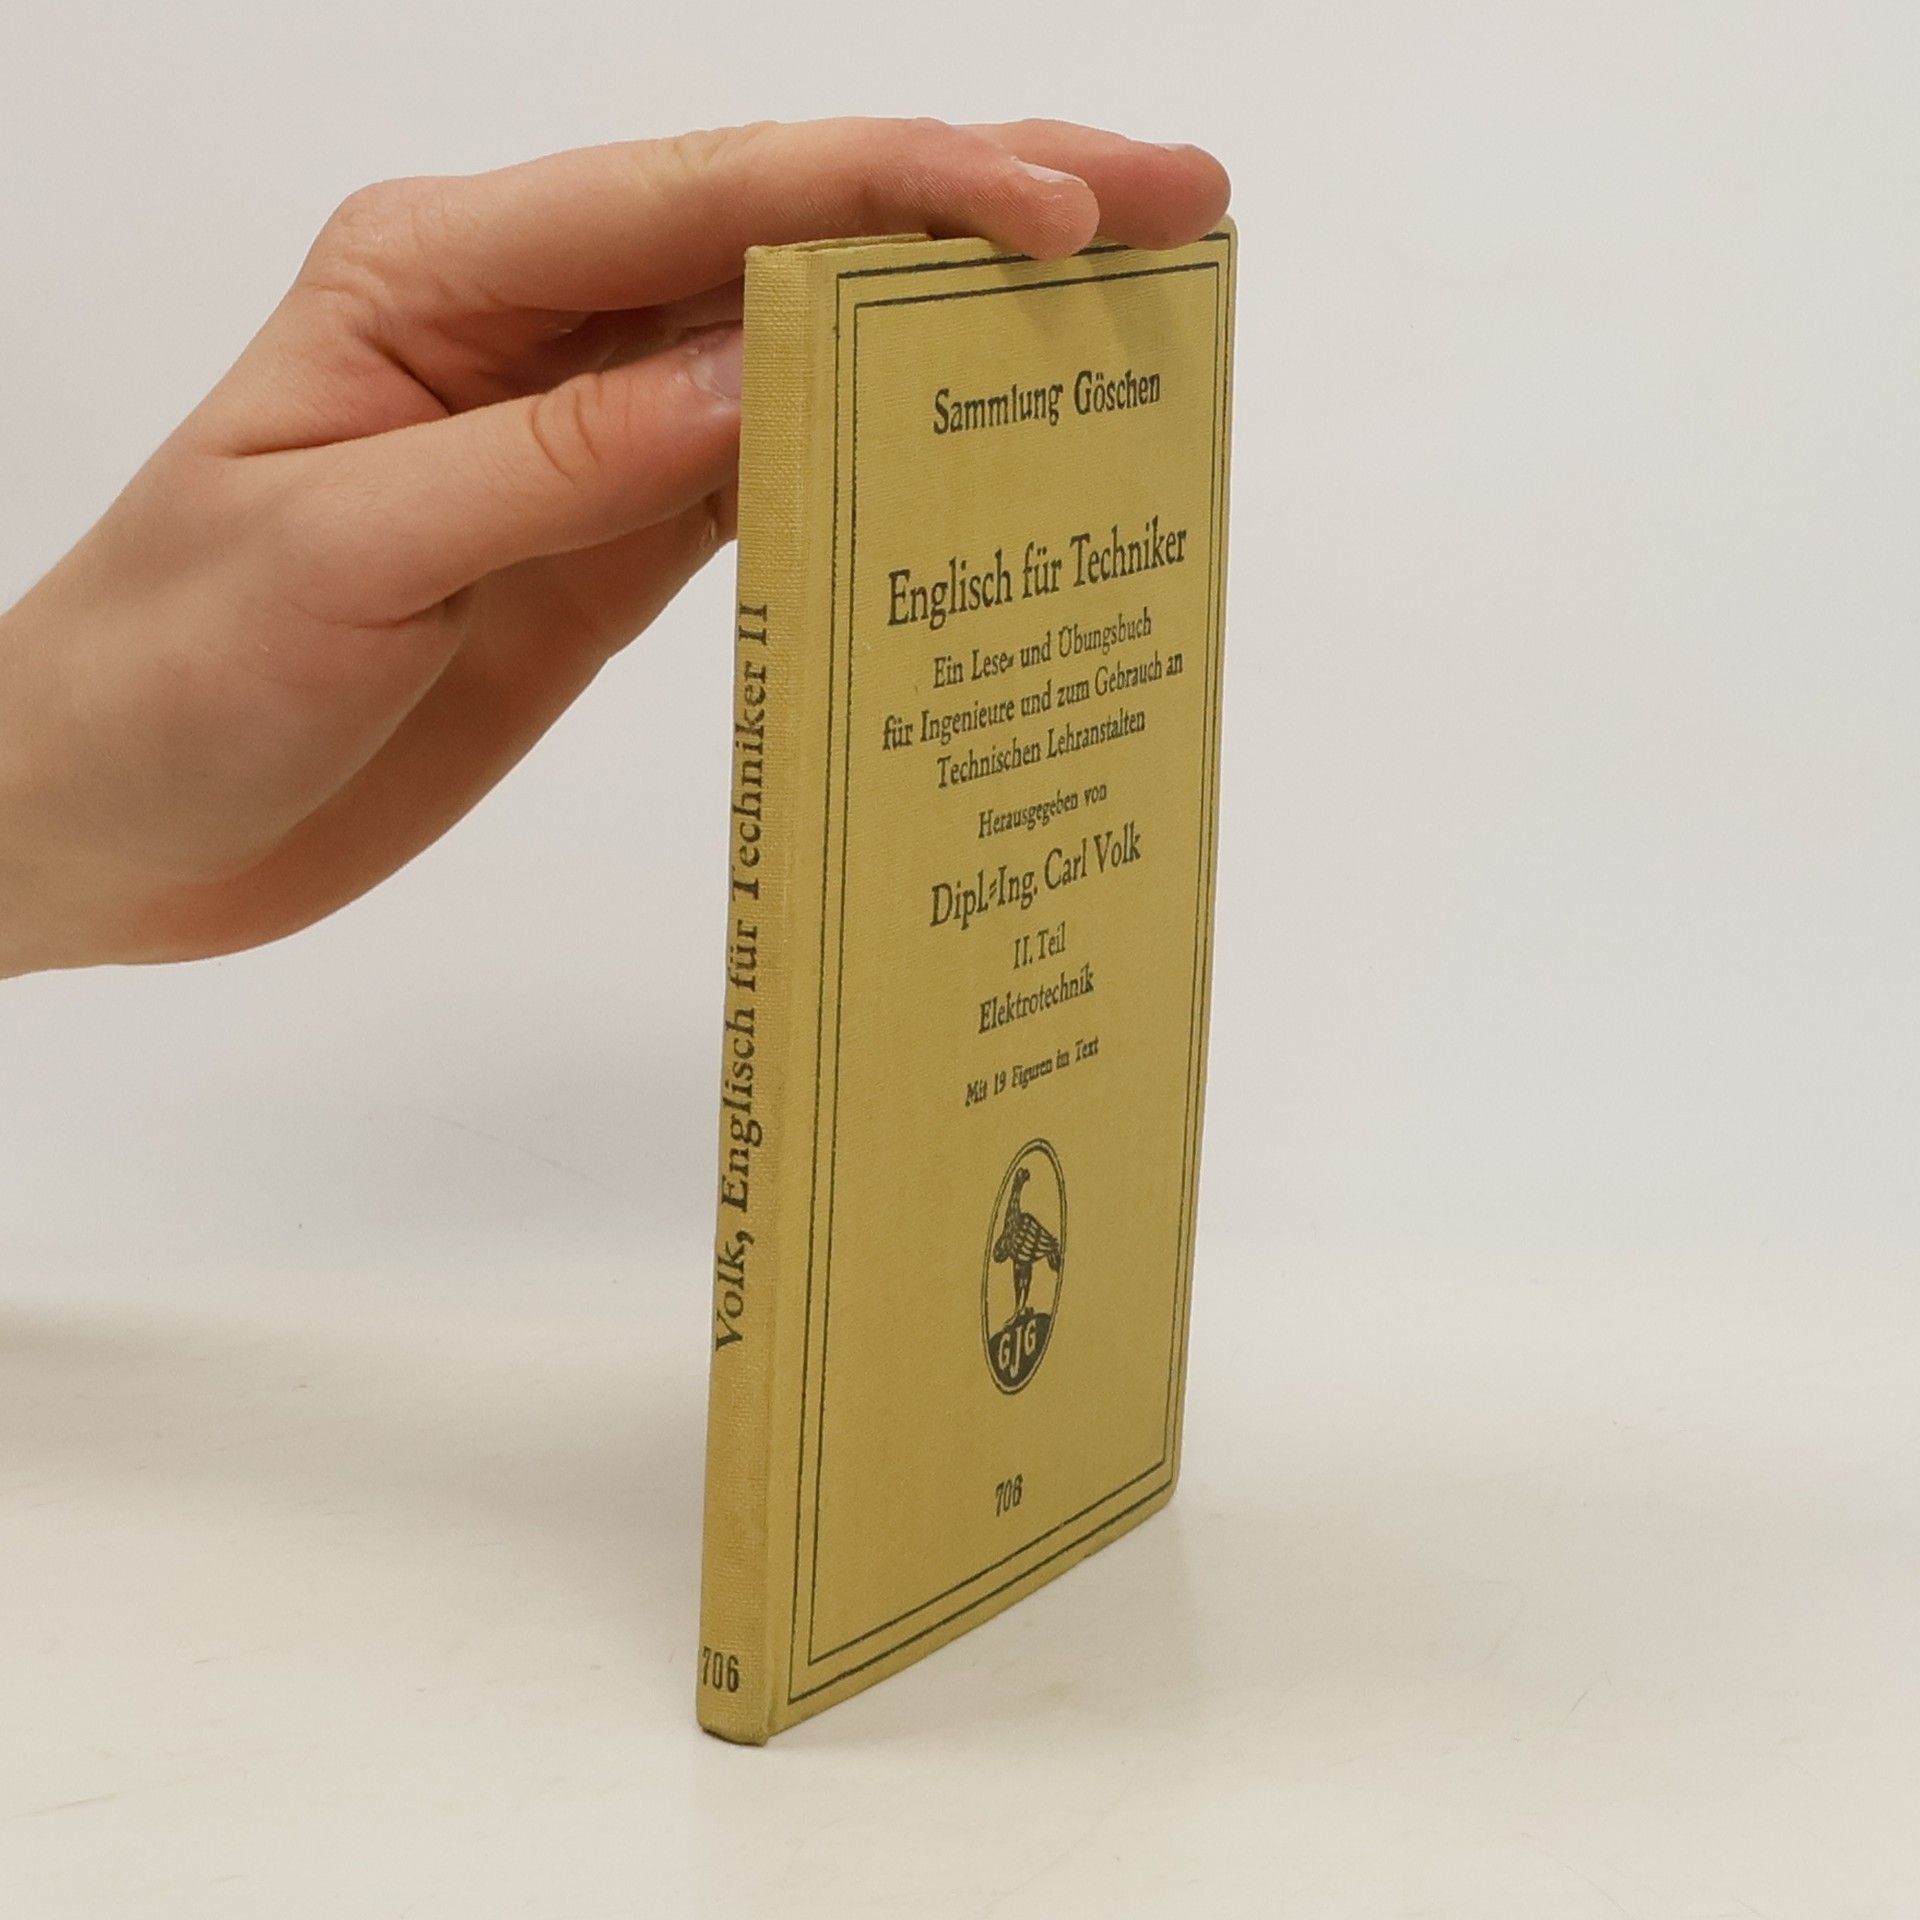 Sammlung Göschen
Englisch für Techniker
Ein Lese- und Übungsbuch
für Ingenieure und zum Gebrauch an
Technischen Lehranstalten
Herausgegeben von
Dipl.-Ing. Carl Volk
II. Teil
Elektrotechnik
Mit 19 Figuren im Text
GJG
706
Volk, Englisch für Techniker II
706